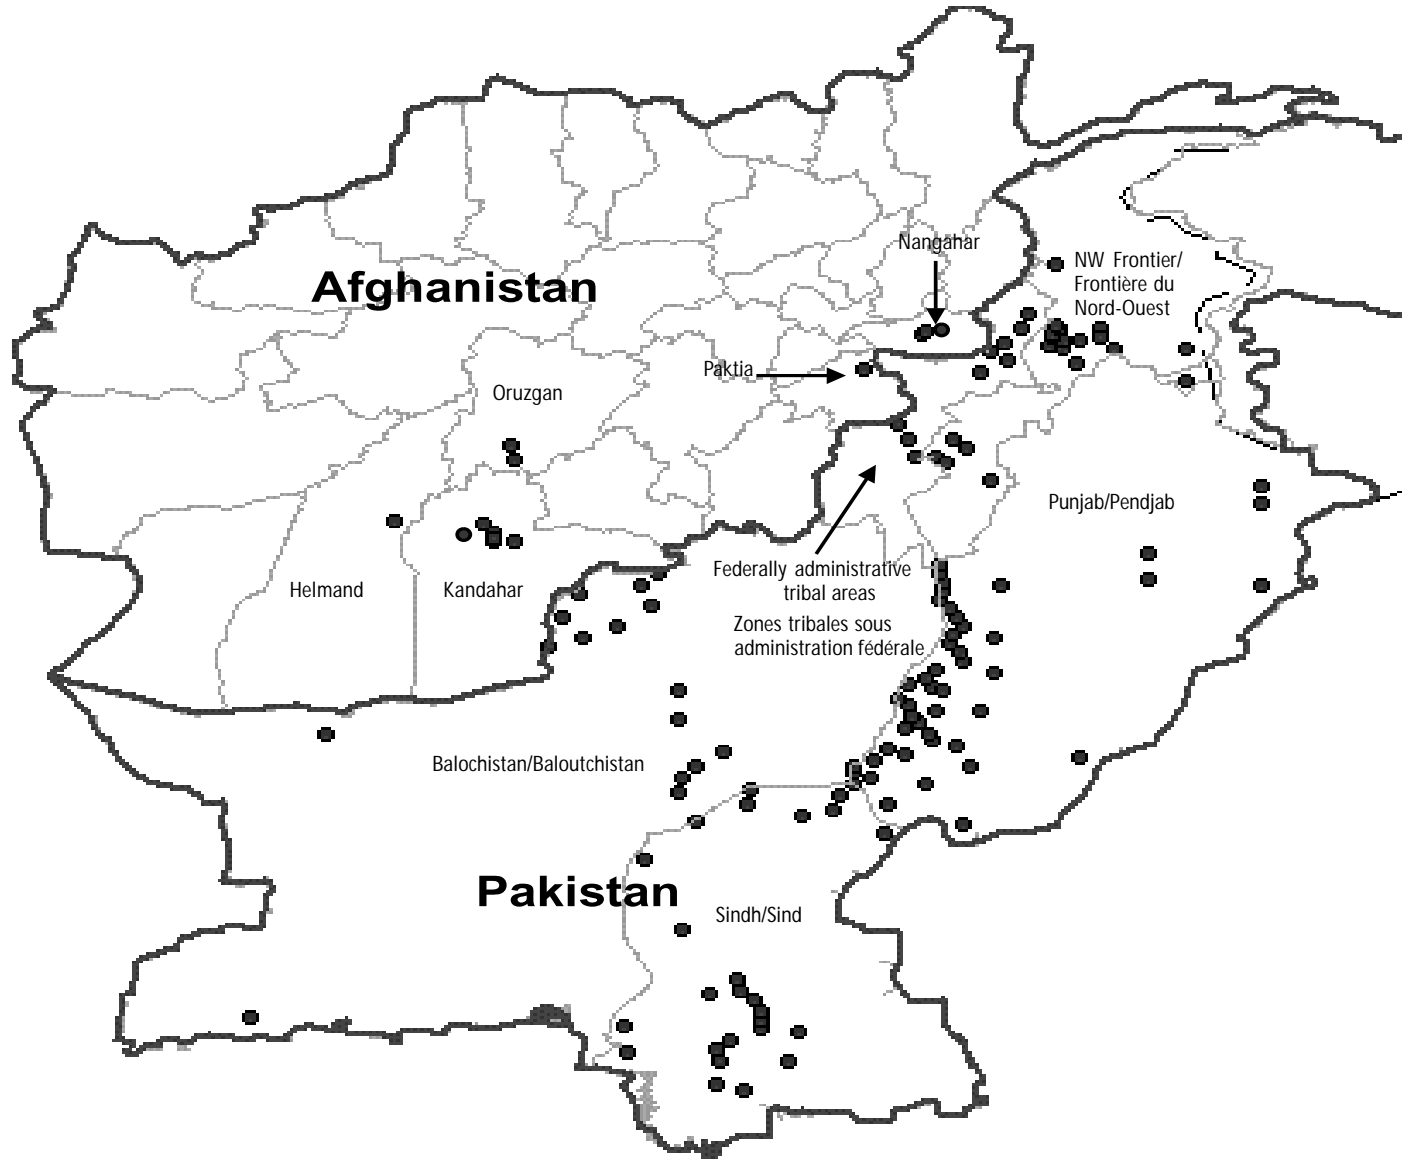 Nangahar
NW Frontier/
Frontière du
Nord-Ouest
Afghanistan
Paktia
Oruzgan
Punjab/Pendjab
Federally administrative
tribal areas
Zones tribales sous
administration fédérale
Helmand
Kandahar
Balochistan/Baloutchistan
Pakistan
Sindh/Sind